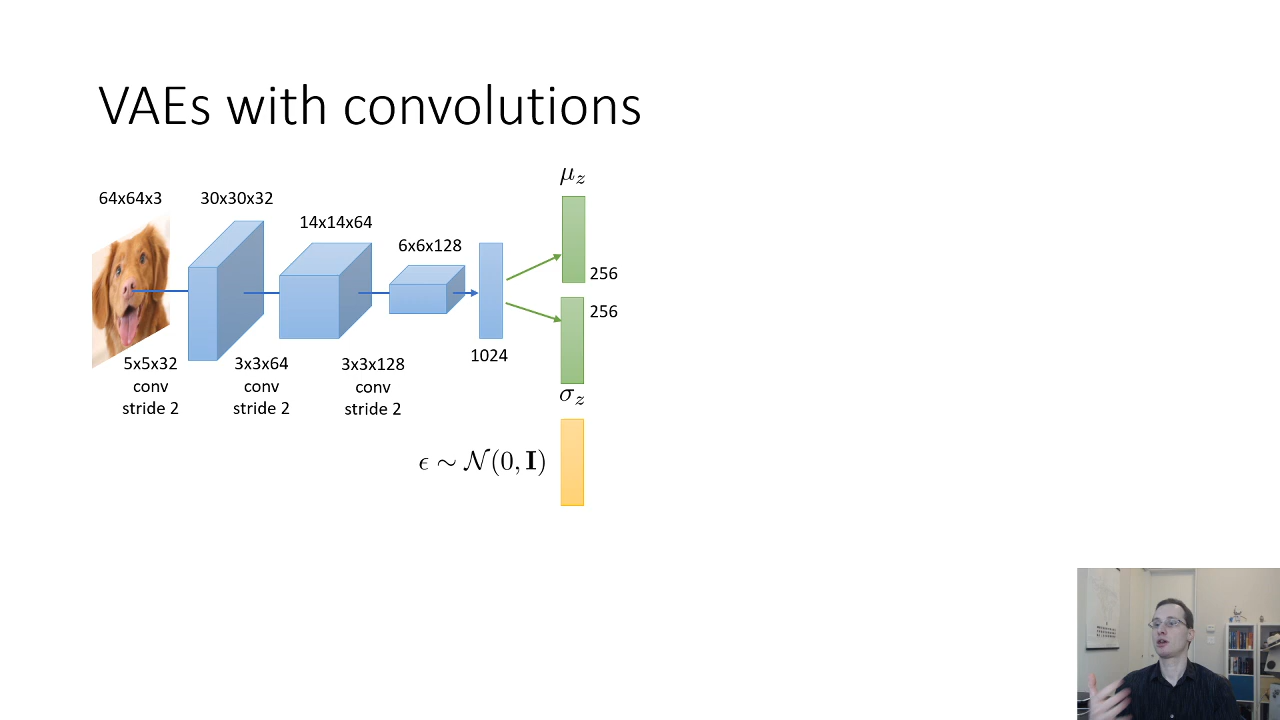 VAEs with convolutions
64x64x3
30x30x32
14x14x64
6x6x128
μ_z
256
256
5x5x32
conv
stride 2
3x3x64
conv
stride 2
3x3x128
conv
stride 2
1024
σ_z
ϵ ∼ 𝒩(0, I)